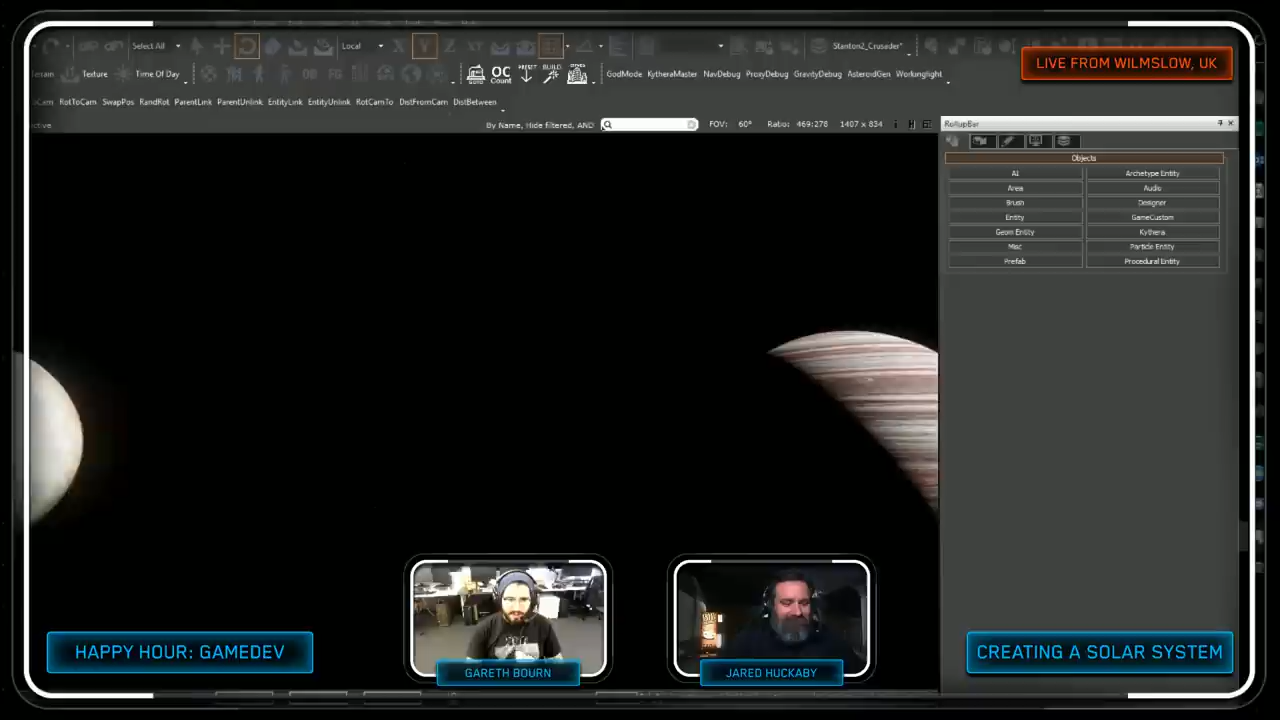 Select All
Local
Stanton2_Crusader*
LIVE FROM WILMSLOW, UK
Texture
Time Of Day
OC Count
GodMode KytheraMaster NavDebug ProxyDebug GravityDebug AsteroidGen Workinglight
RotToCam SwapPos RandRot ParentLink ParentUnlink EntityLink EntityUnlink RotCamTo DistFromCam DistBetween
By Name, Hide filtered, AND
FOV: 60° Ratio: 469:278 1407 x 834
RollupBar
Objects
AI Archetype Entity
Area Audio
Brush Designer
Entity GameCustom
Geom Entity Kythera
Misc Particle Entity
Prefab Procedural Entity
HAPPY HOUR: GAMEDEV
GARETH BOURN
JARED HUCKABY
CREATING A SOLAR SYSTEM